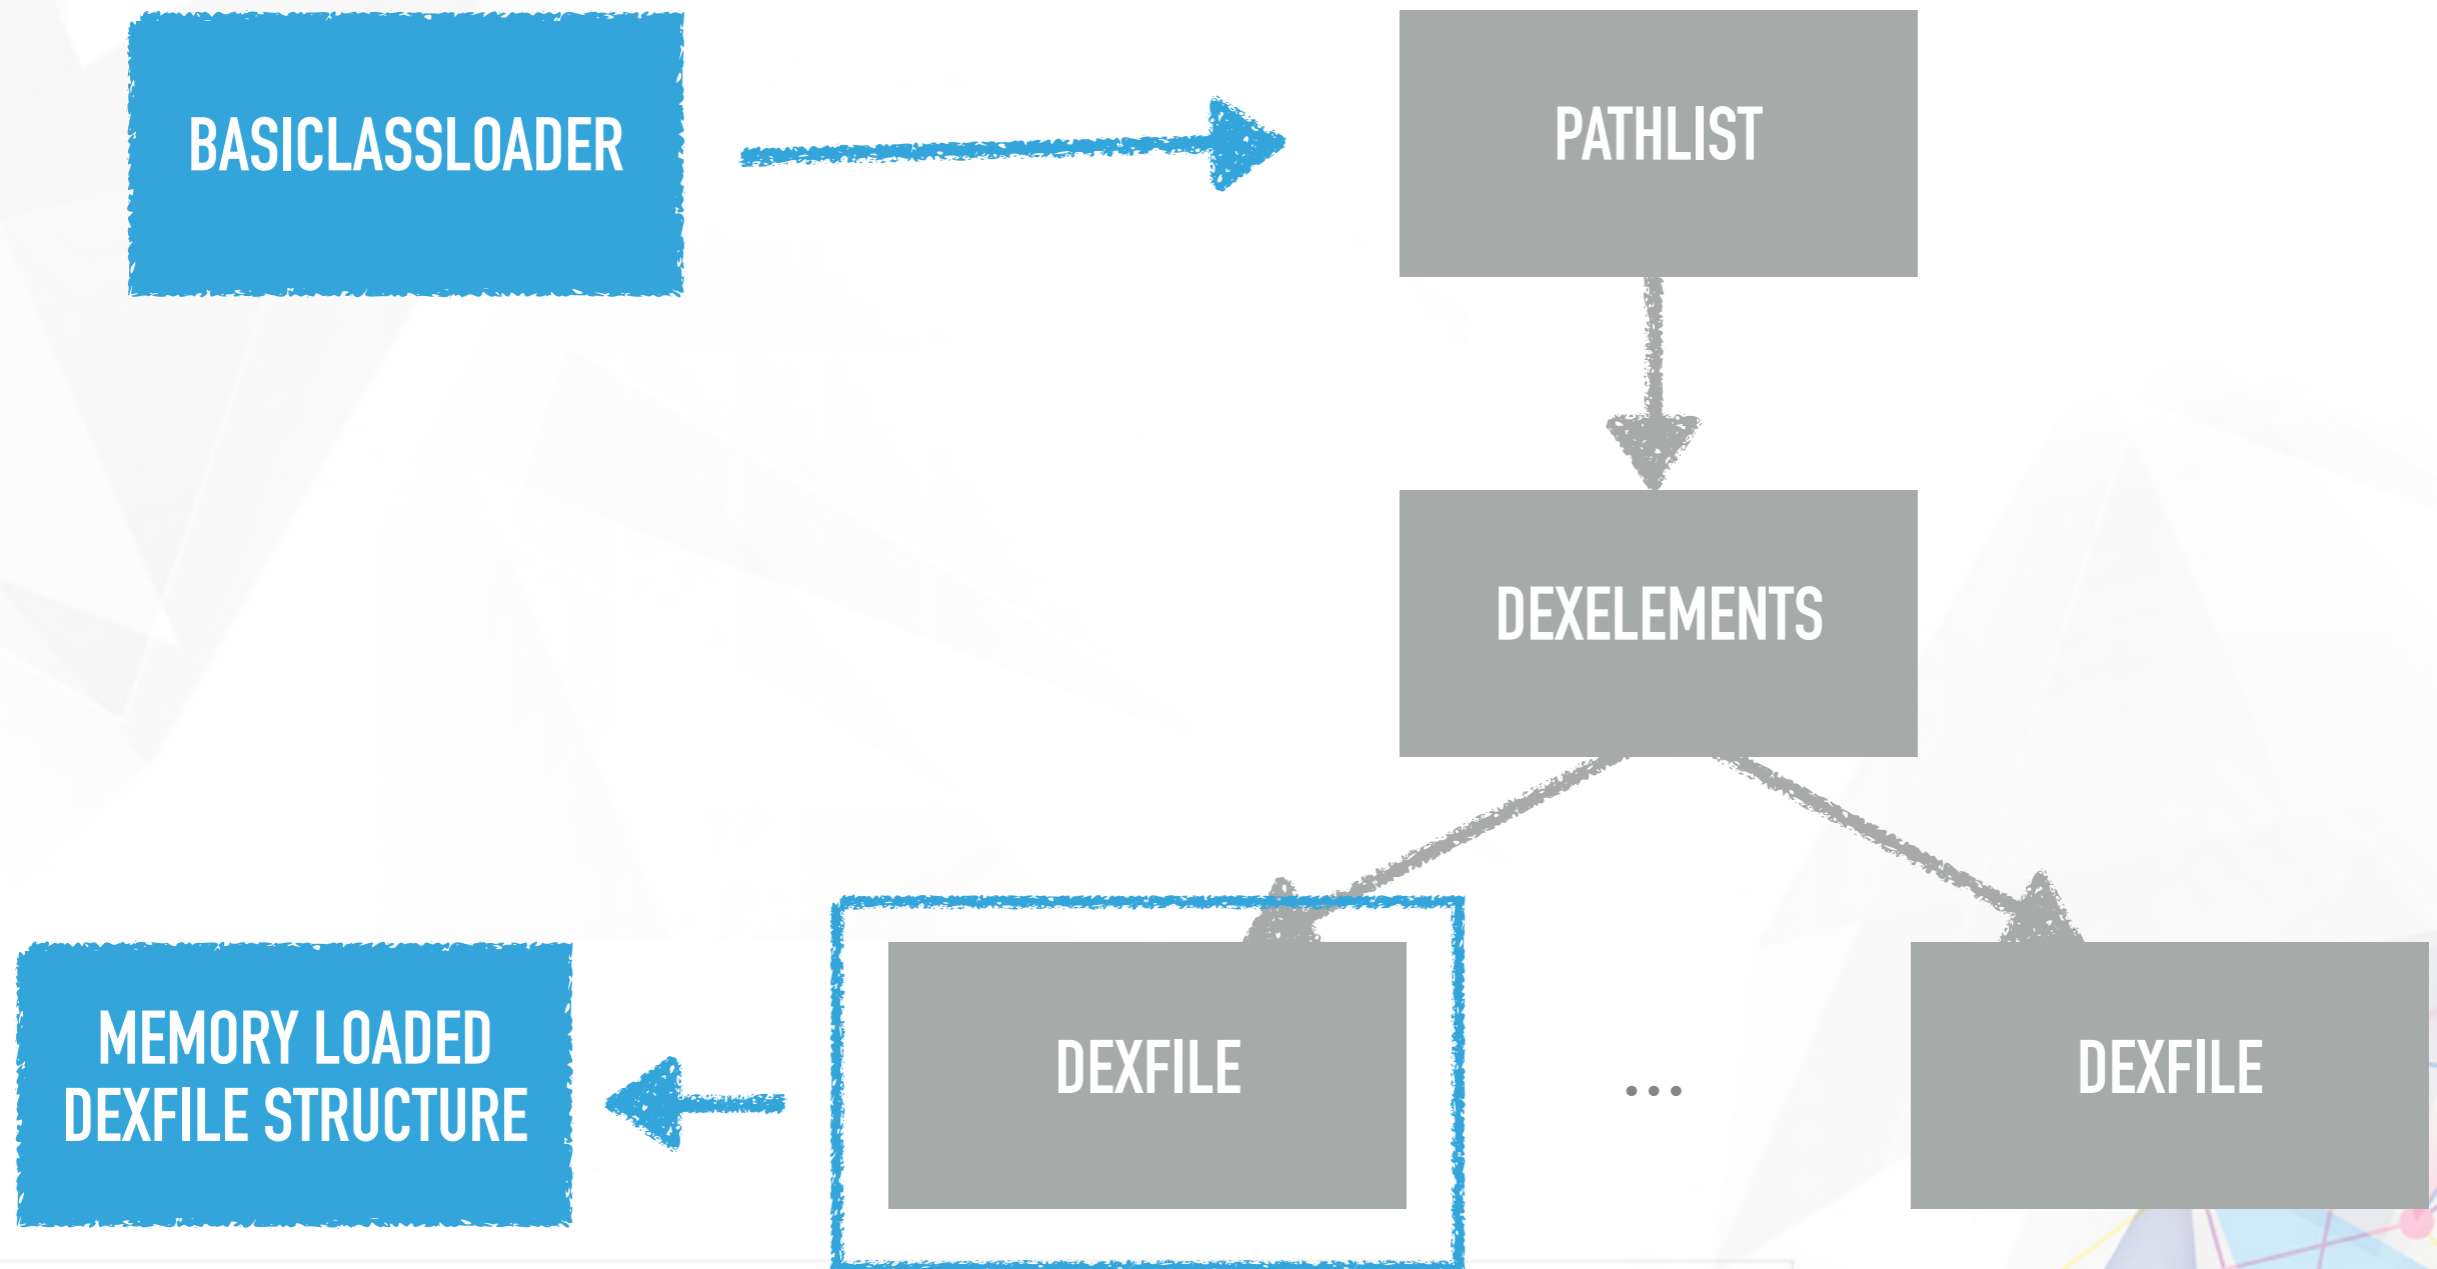 BASICLASSLOADER
PATHLIST
DEXELEMENTS
MEMORY LOADED
DEXFILE STRUCTURE
DEXFILE
...
DEXFILE